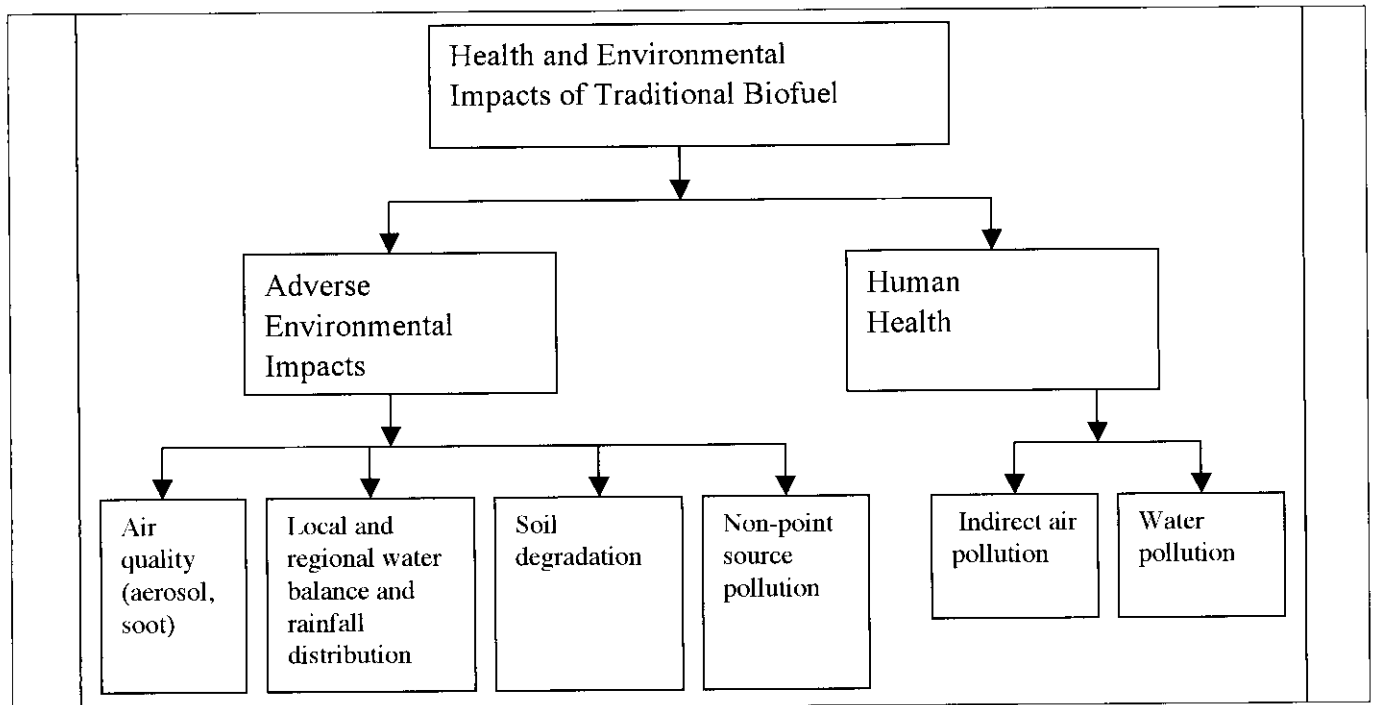 Health and Environmental
Impacts of Traditional Biofuel
Adverse
Environmental
Impacts
Human
Health
Air
quality
(aerosol,
soot)
Local and
regional water
balance and
rainfall
distribution
Soil
degradation
Non-point
source
pollution
Indirect air
pollution
Water
pollution